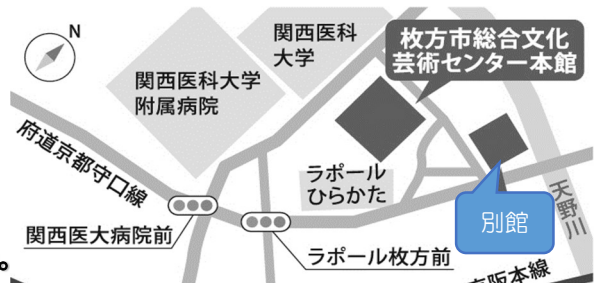 N
関西医科
大学
枚方市総合文化
芸術センター本館
関西医科大学
附属病院
府道京都守口線
ラポール
ひらかた
別館
天野川
関西医大病院前
ラポール枚方前
京阪本線